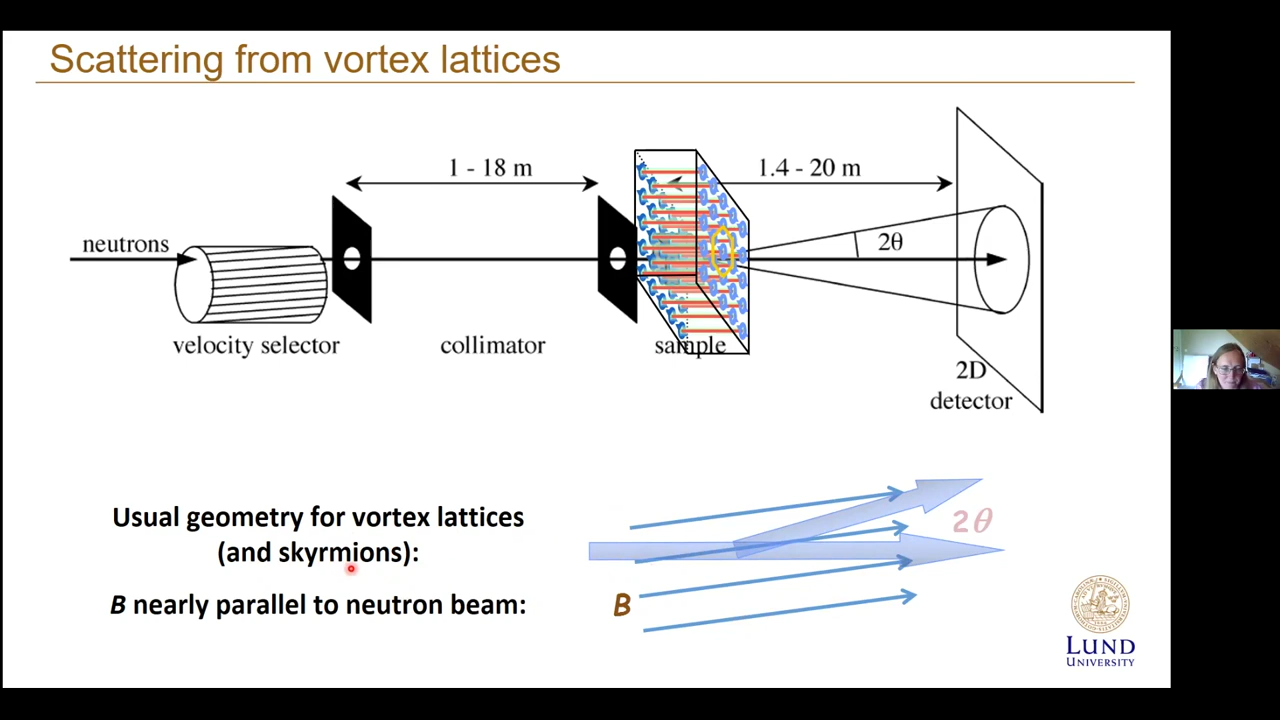 Scattering from vortex lattices
1 - 18 m
1.4 - 20 m
neutrons
2θ
velocity selector
collimator
sample
2D
detector
Usual geometry for vortex lattices
(and skyrmions):
2θ
B nearly parallel to neutron beam:
B
LUND
UNIVERSITY